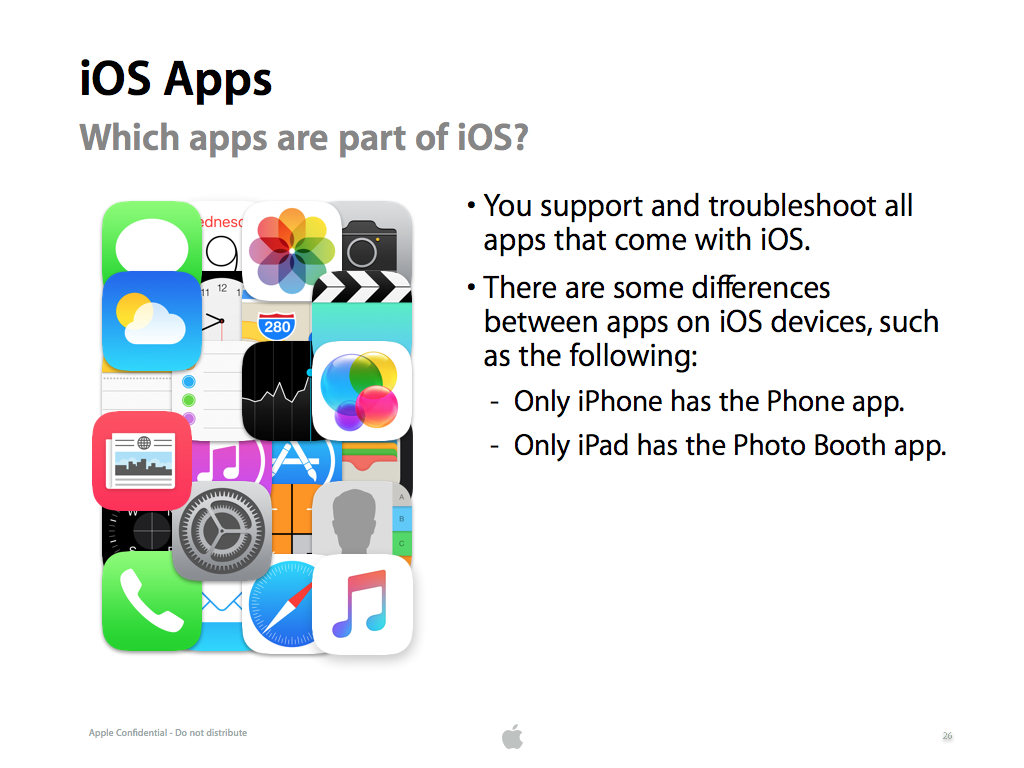 iOS Apps
Which apps are part of iOS?
ednesd
9
11 12
280
W
S
A
B
C
• You support and troubleshoot all
apps that come with iOS.
• There are some differences
between apps on iOS devices, such
as the following:
- Only iPhone has the Phone app.
- Only iPad has the Photo Booth app.
Apple Confidential - Do not distribute
26